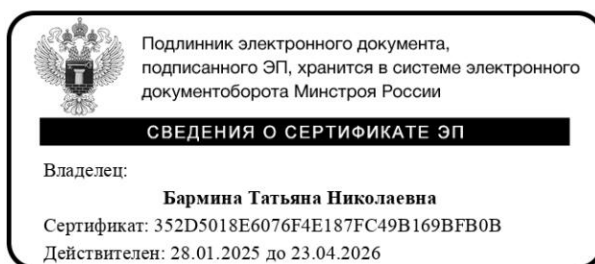 Подлинник электронного документа,
подписанного ЭП, хранится в системе электронного
документоборота Минстроя России
СВЕДЕНИЯ О СЕРТИФИКАТЕ ЭП
Владелец:
Бармина Татьяна Николаевна
Сертификат: 352D5018E6076F4E187FC49B169BFB0B
Действителен: 28.01.2025 до 23.04.2026